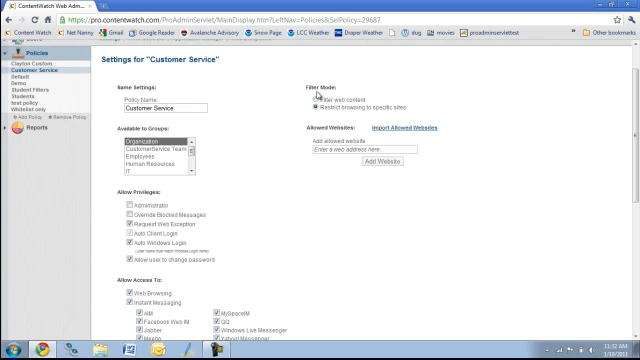 ContentWatch Web Adm...
https://pro.contentwatch.com/ProAdminServlet/MainDisplay.htm?LeftNav=Policies&SelPolicy=29687
Content Watch
Net Nanny
Gmail
Google Reader
Avalanche Advisory
Snow Page
LCC Weather
Draper Weather
dug
movies
proadminservlettest
Other bookmarks
Policies
Clayton Custom
Customer Service
Default
Demo
Student Filters
Students
test policy
Whitelist only
Add Policy
Remove Policy
Reports
Settings for "Customer Service"
Name Settings:
Policy Name:
Customer Service
Available to Groups:
Organization
CustomerService Team
Employees
Human Resources
IT
Allow Privileges:
Administrator
Override Blocked Messages
Request Web Exception
Auto Client Login
Auto Windows Login
Allow user to change password
Allow Access To:
Web Browsing
Instant Messaging
AIM
MySpaceIM
Facebook Web IM
QQ
Jabber
Windows Live Messenger
Meebo
Yahoo! Messenger
Filter Mode:
Filter web content
Restrict browsing to specific sites
Allowed Websites:
Import Allowed Websites
Add allowed website
Enter a web address here...
Add Website
11:32 AM
1/10/2011